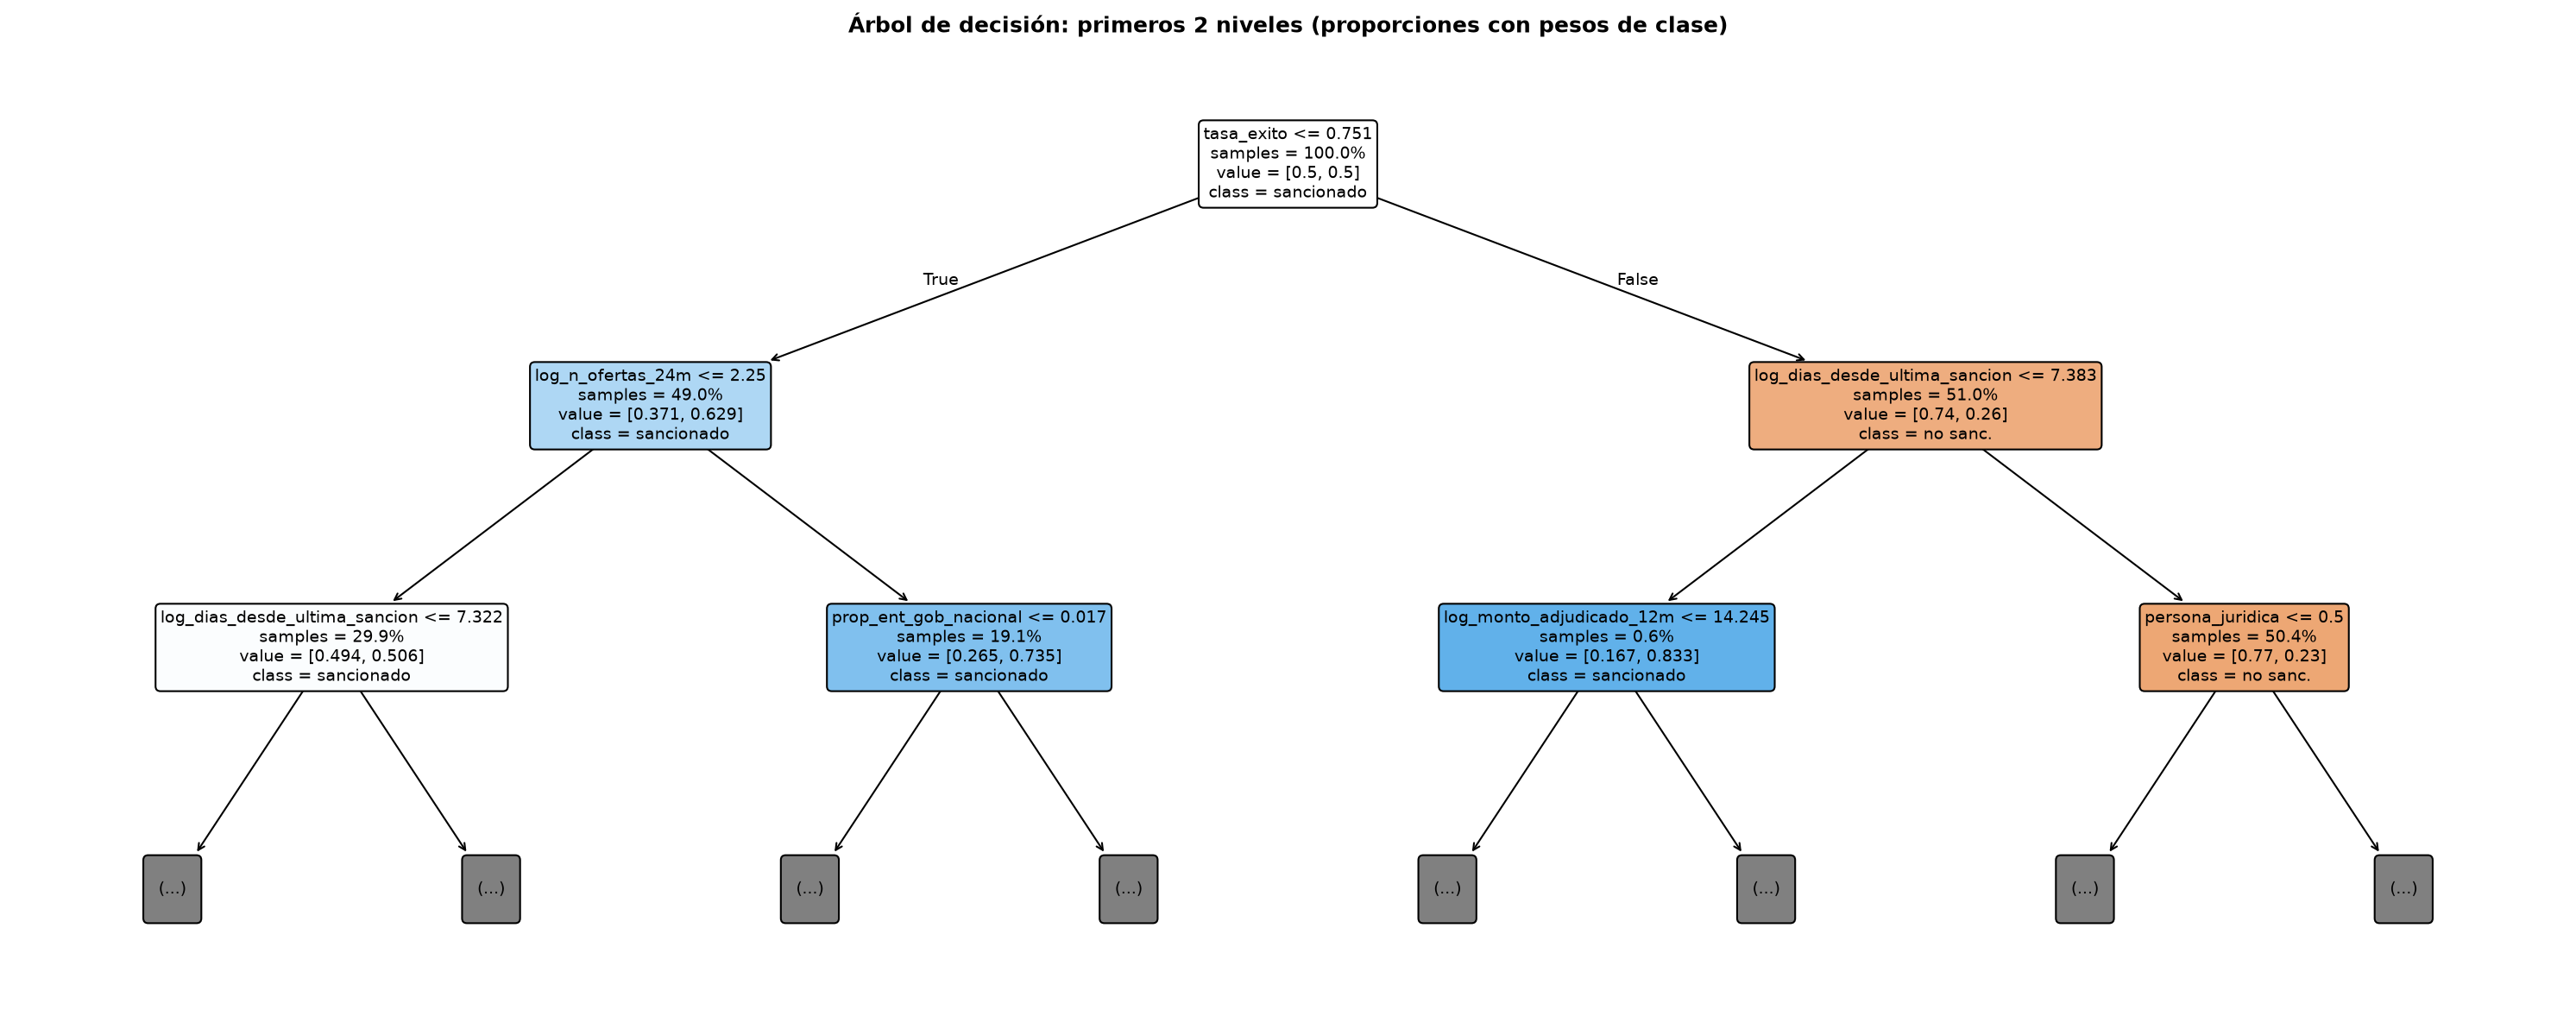 Árbol de decisión: primeros 2 niveles (proporciones con pesos de clase)
tasa_exito <= 0.751
samples = 100.0%
value = [0.5, 0.5]
class = sancionado
True
False
log_n_ofertas_24m <= 2.25
samples = 49.0%
value = [0.371, 0.629]
class = sancionado
log_dias_desde_ultima_sancion <= 7.383
samples = 51.0%
value = [0.74, 0.26]
class = no sanc.
log_dias_desde_ultima_sancion <= 7.322
samples = 29.9%
value = [0.494, 0.506]
class = sancionado
prop_ent_gob_nacional <= 0.017
samples = 19.1%
value = [0.265, 0.735]
class = sancionado
log_monto_adjudicado_12m <= 14.245
samples = 0.6%
value = [0.167, 0.833]
class = sancionado
persona_juridica <= 0.5
samples = 50.4%
value = [0.77, 0.23]
class = no sanc.
(...)
(...)
(...)
(...)
(...)
(...)
(...)
(...)